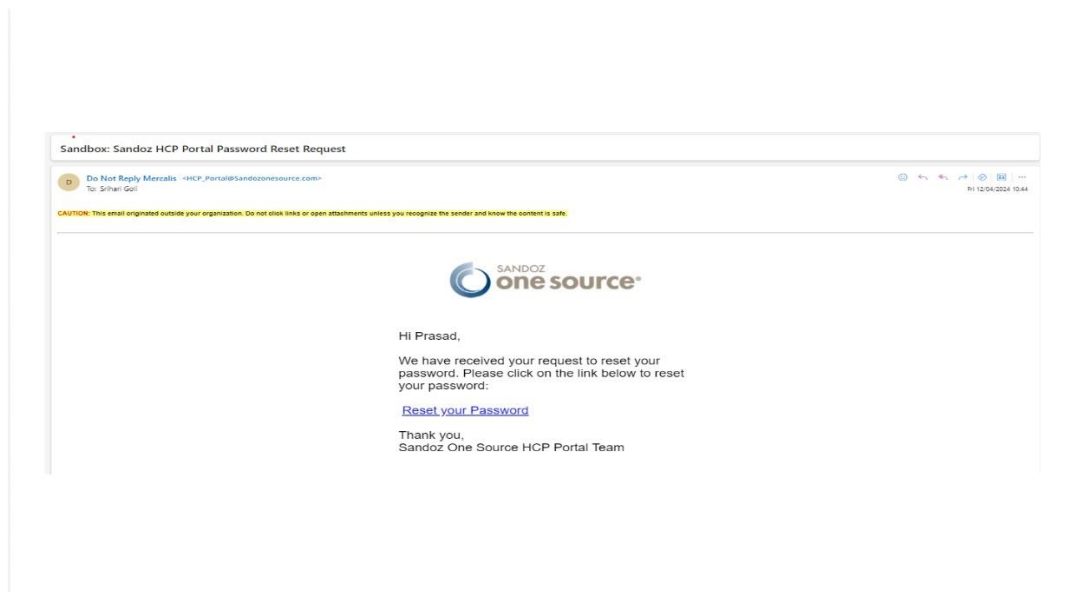 Sandbox: Sandoz HCP Portal Password Reset Request
D
Do Not Reply Mercalis <HCP_Portal@Sandozonesource.com>
To: Srihari Goli
Fri 12/04/2024 10:44
CAUTION: This email originated outside your organization. Do not click links or open attachments unless you recognize the sender and know the content is safe.
SANDOZ
one source
Hi Prasad,
We have received your request to reset your
password. Please click on the link below to reset
your password:
Reset your Password
Thank you,
Sandoz One Source HCP Portal Team